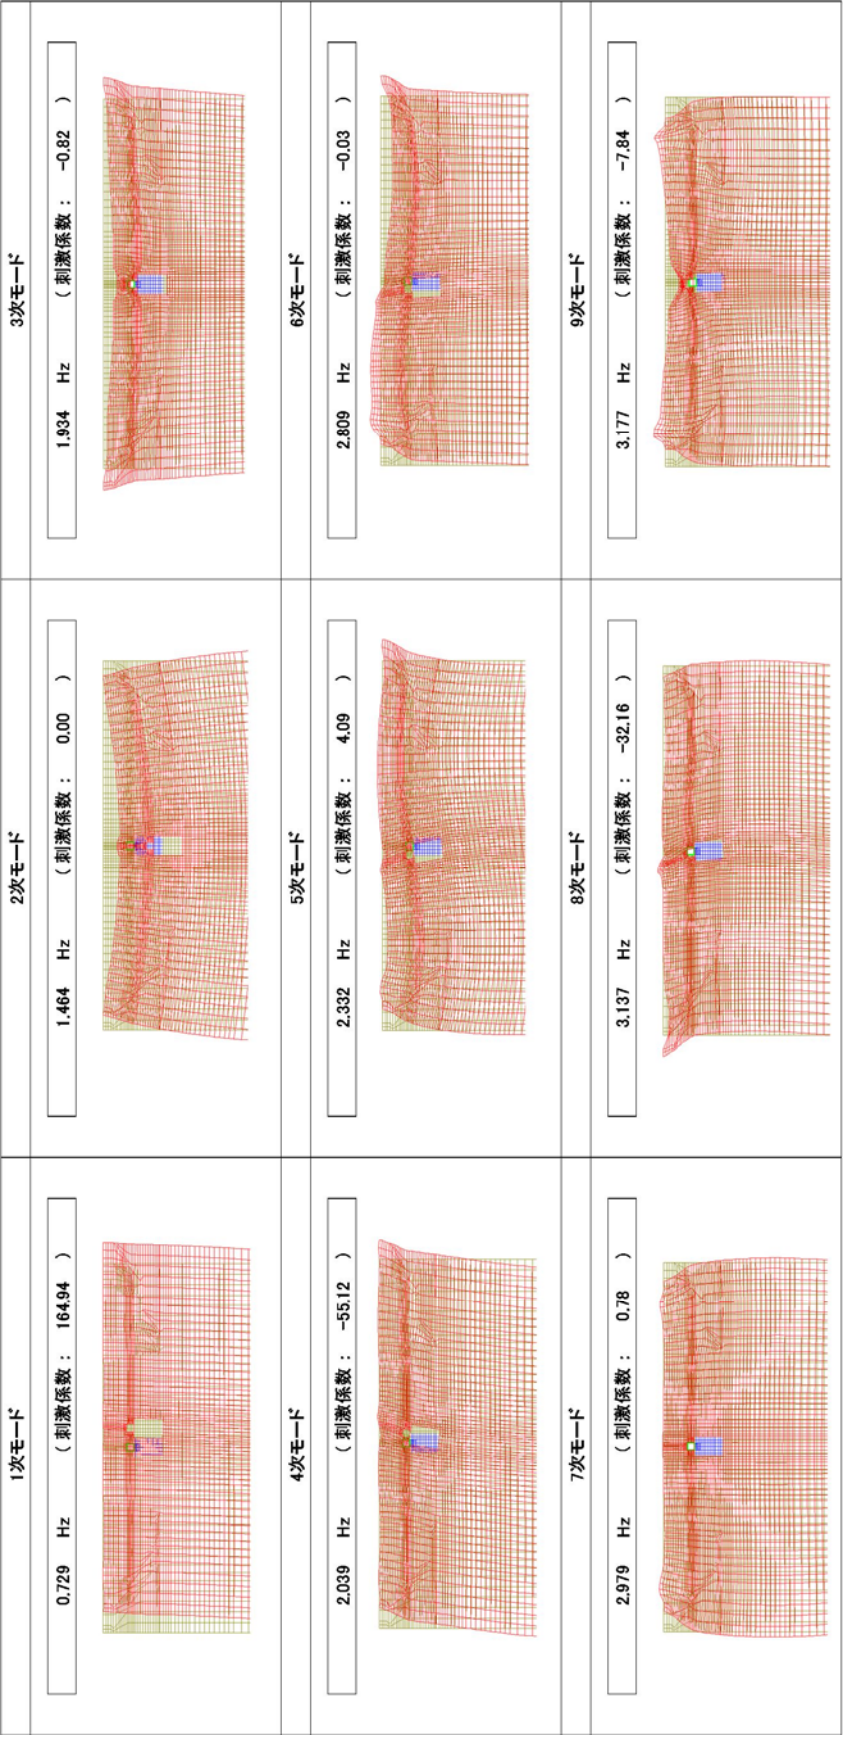 1次モード
0.729 Hz （ 刺激係数 ： 164.94 ）
2次モード
1.464 Hz （ 刺激係数 ： 0.00 ）
3次モード
1.934 Hz （ 刺激係数 ： -0.82 ）
4次モード
2.039 Hz （ 刺激係数 ： -55.12 ）
5次モード
2.332 Hz （ 刺激係数 ： 4.09 ）
6次モード
2.809 Hz （ 刺激係数 ： -0.03 ）
7次モード
2.979 Hz （ 刺激係数 ： 0.78 ）
8次モード
3.137 Hz （ 刺激係数 ： -32.16 ）
9次モード
3.177 Hz （ 刺激係数 ： -7.84 ）